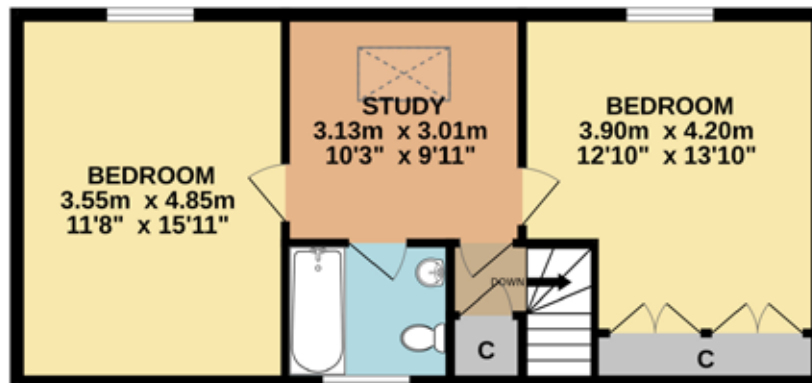 STUDY
3.13m x 3.01m
10'3" x 9'11"
BEDROOM
3.90m x 4.20m
12'10" x 13'10"
BEDROOM
3.55m x 4.85m
11'8" x 15'11"
DOWN
C
C